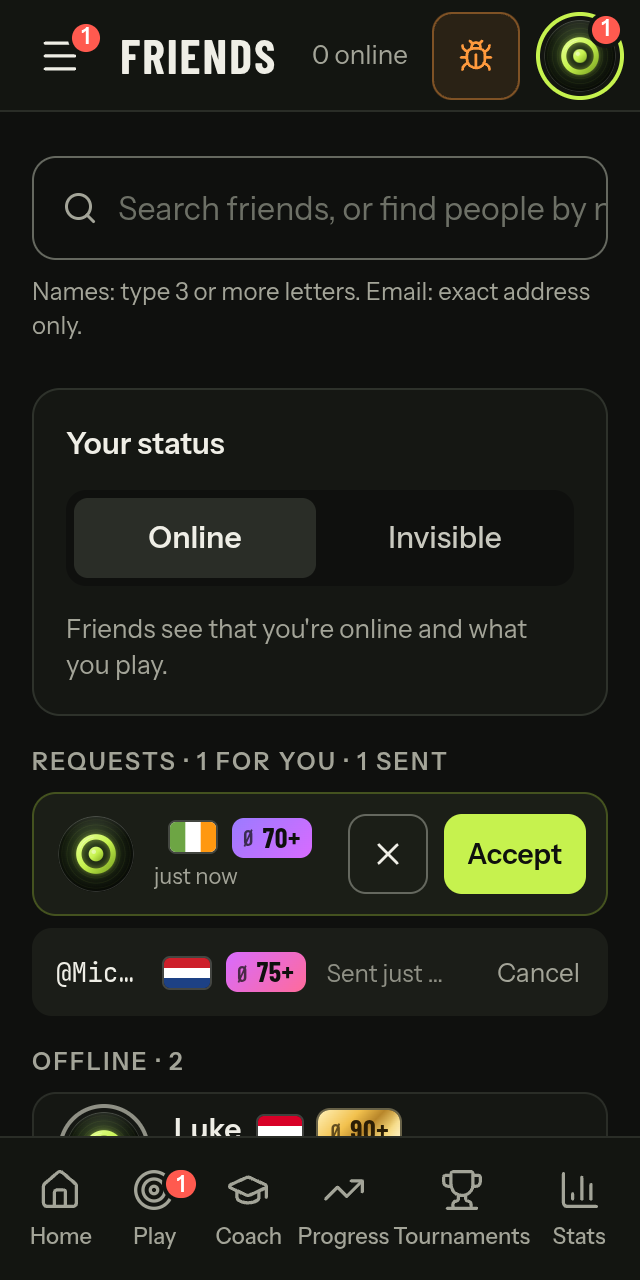 1
FRIENDS
0 online
1
Search friends, or find people by
Names: type 3 or more letters. Email: exact address
only.
Your status
Online
Invisible
Friends see that you're online and what
you play.
REQUESTS · 1 FOR YOU · 1 SENT
Ø 70+
just now
Accept
@Mic…
Ø 75+
Sent just …
Cancel
OFFLINE · 2
Luke
Ø 90+
1
Home
Play
Coach
Progress
Tournaments
Stats